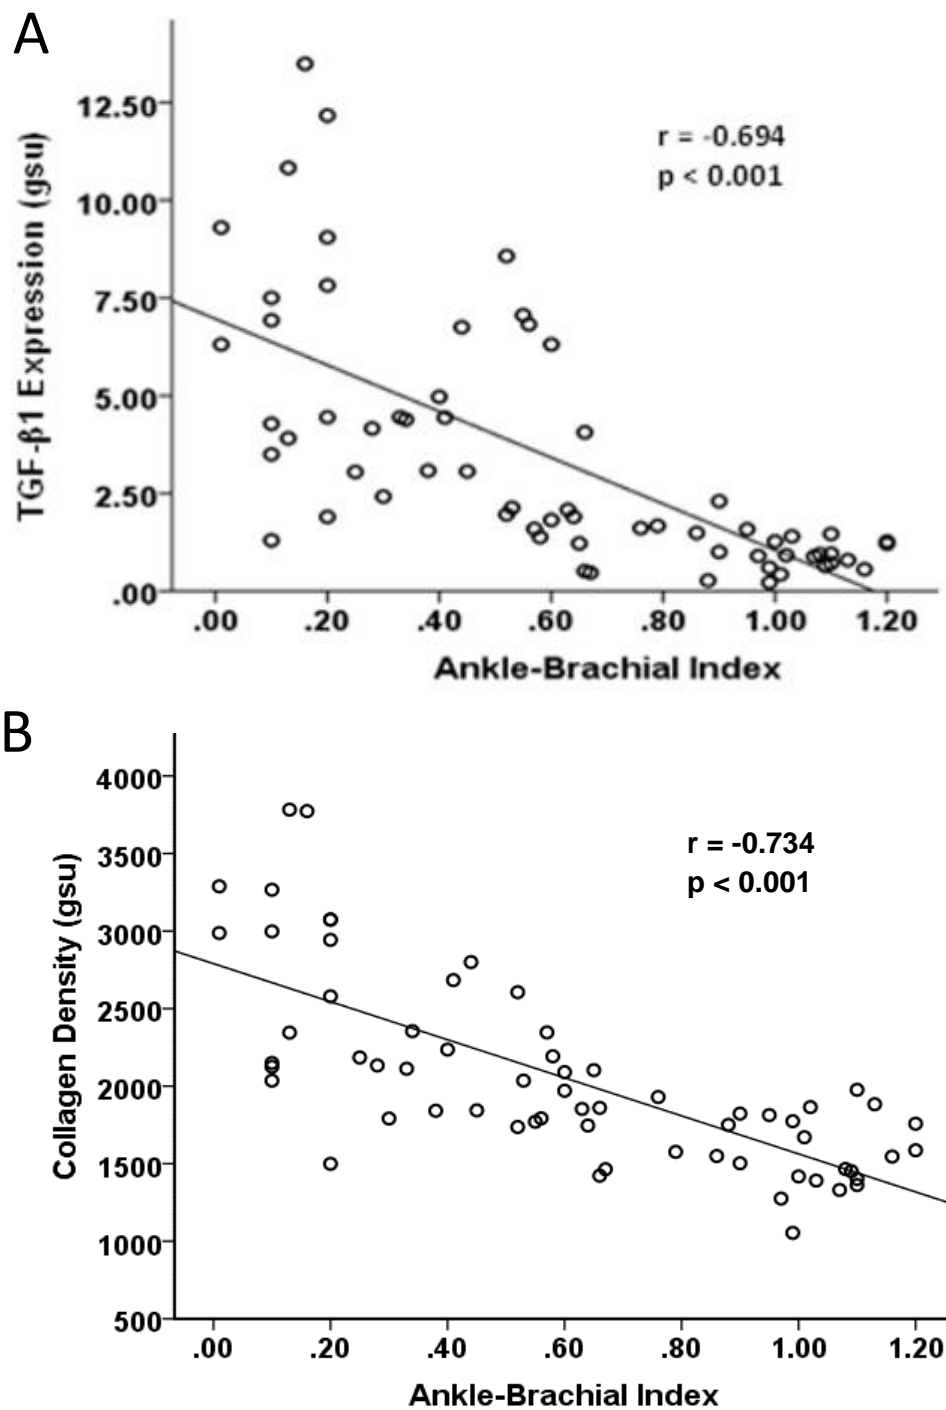 A
TGF-β1 Expression (gsu)
12.50
10.00
7.50
5.00
2.50
.00
r = -0.694
p < 0.001
.00 .20 .40 .60 .80 1.00 1.20
Ankle-Brachial Index
B
Collagen Density (gsu)
4000
3500
3000
2500
2000
1500
1000
500
r = -0.734
p < 0.001
.00 .20 .40 .60 .80 1.00 1.20
Ankle-Brachial Index